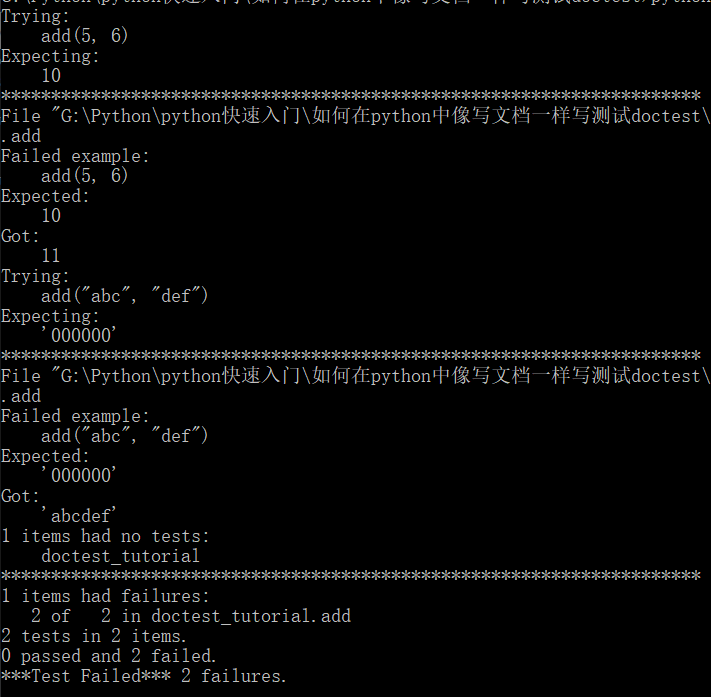 Trying:
    add(5, 6)
Expecting:
    10
**********************************************************************
File "G:\Python\python快速入门\如何在python中像写文档一样写测试doctest\
.add
Failed example:
    add(5, 6)
Expected:
    10
Got:
    11
Trying:
    add("abc", "def")
Expecting:
    '000000'
**********************************************************************
File "G:\Python\python快速入门\如何在python中像写文档一样写测试doctest\
.add
Failed example:
    add("abc", "def")
Expected:
    '000000'
Got:
    'abcdef'
1 items had no tests:
    doctest_tutorial
**********************************************************************
1 items had failures:
   2 of   2 in doctest_tutorial.add
2 tests in 2 items.
0 passed and 2 failed.
***Test Failed*** 2 failures.